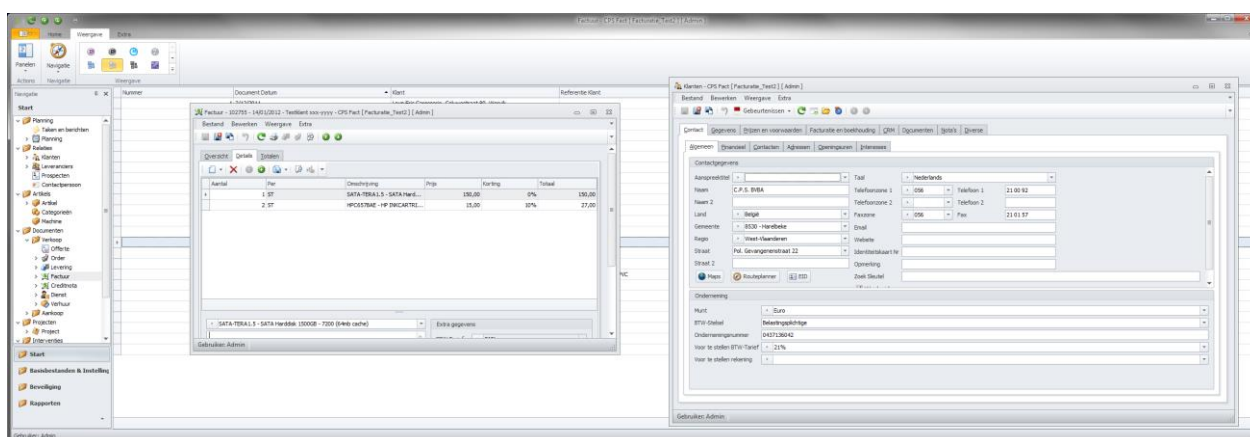 Factuur - CPS Fact [ Facturatie_Test2 ] [ Admin ]
Home Weergave Extra
Panelen Navigatie
Actions Navigatie Weergave
Navigatie
Start
Planning
Taken en berichten
Planning
Relaties
Klanten
Leveranciers
Prospecten
Contactpersoon
Artikels
Artikel
Categorieën
Machine
Documenten
Verkoop
Offerte
Order
Levering
Factuur
Creditnota
Dienst
Verhuur
Aankoop
Projecten
Project
Interventies
Start
Basisbestanden & Instelling
Beveiliging
Rapporten
Gebruiker: Admin
Nummer Document Datum Klant Referentie Klant
Factuur - 102755 - 14/01/2012 - Testklant xxx-yyyy - CPS Fact [ Facturatie_Test2 ] [ Admin ]
Bestand Bewerken Weergave Extra
Overzicht Details Totalen
Aantal Per Omschrijving Prijs Korting Totaal
1 ST SATA-TERA1.5 - SATA Hard... 150,00 0% 150,00
2 ST HPC6578AE - HP INKCARTRI... 15,00 10% 27,00
SATA-TERA1.5 - SATA Harddisk 1500GB - 7200 (64mb cache)
Extra gegevens
Gebruiker: Admin
Klanten - CPS Fact [ Facturatie_Test2 ] [ Admin ]
Bestand Bewerken Weergave Extra
Gebeurtenissen
Contact Gegevens Prijzen en voorwaarden Facturatie en boekhouding CRM Documenten Nota's Diverse
Algemeen Financieel Contacten Adressen Openingsuren Interesses
Contactgegevens
Aanspreektitel Taal Nederlands
Naam C.P.S. BVBA Telefoonzone 1 056 Telefoon 1 21 00 92
Naam 2 Telefoonzone 2 Telefoon 2
Land België Faxzone 056 Fax 21 01 57
Gemeente 8530 - Harelbeke Email
Regio West-Vlaanderen Website
Straat Pol. Gevangenenstraat 22 Identiteitskaart Nr
Straat 2 Opmerking
Maps Routeplanner EID Zoek Sleutel
Onderneming
Munt Euro
BTW-Stelsel Belastingsplichtige
Ondernemingsnummer 0437136042
Voor te stellen BTW-Tarief 21%
Voor te stellen rekening
Gebruiker: Admin